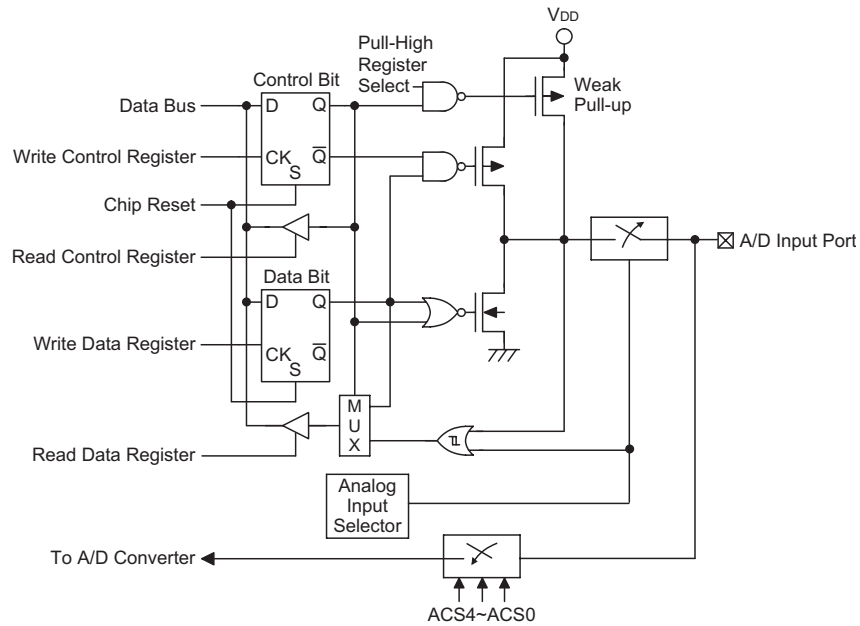 VDD
Pull-High
Register
Select
Control Bit
Weak
Pull-up
Data Bus
D
Q
Write Control Register
CK
Q
S
Chip Reset
Read Control Register
A/D Input Port
Data Bit
D
Q
Write Data Register
CK
Q
S
M
U
X
Read Data Register
Analog
Input
Selector
To A/D Converter
ACS4~ACS0